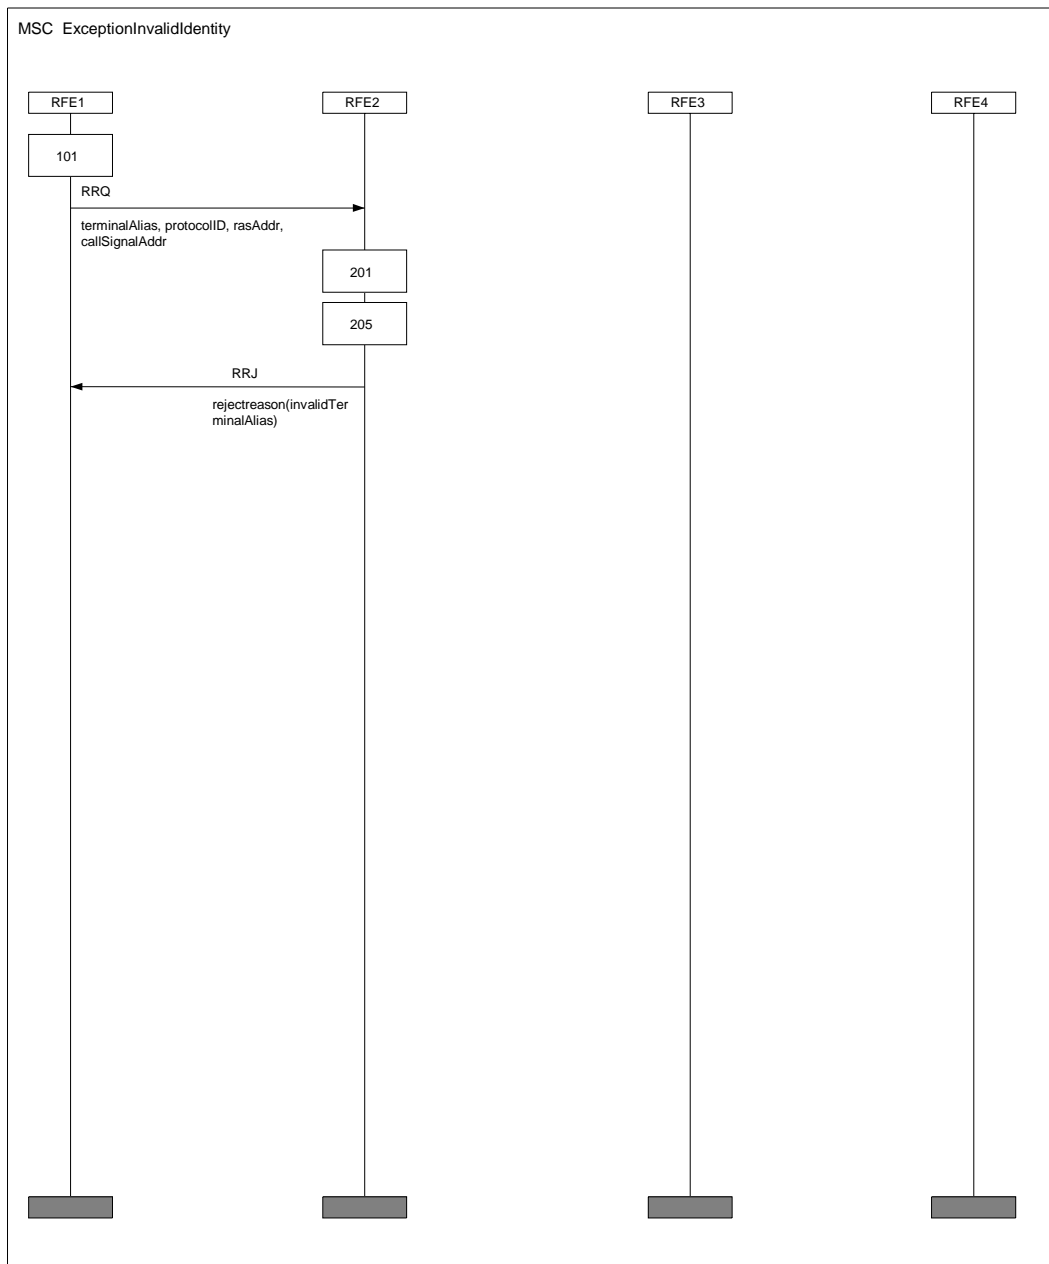 MSC ExceptionInvalidIdentity
RFE1 RFE2 RFE3 RFE4
101
RRQ
terminalAlias, protocolID, rasAddr,
callSignalAddr
201
205
RRJ
rejectreason(invalidTer
minalAlias)